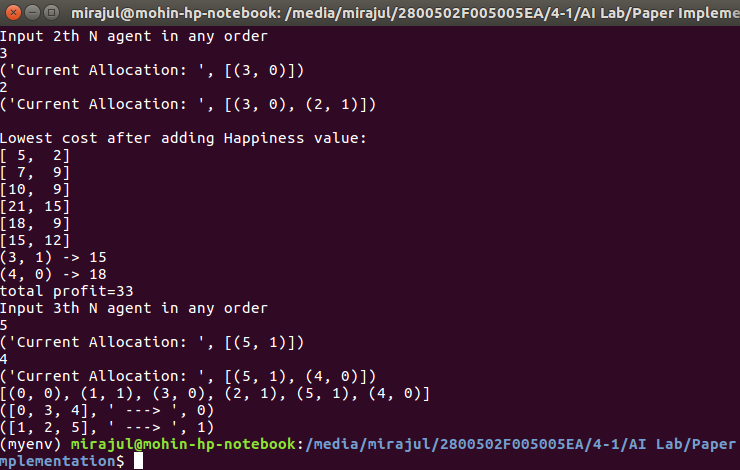 mirajul@mohin-hp-notebook: /media/mirajul/2800502F005005EA/4-1/AI Lab/Paper Impleme
Input 2th N agent in any order
3
('Current Allocation: ', [(3, 0)])
2
('Current Allocation: ', [(3, 0), (2, 1)])
Lowest cost after adding Happiness value:
[ 5,  2]
[ 7,  9]
[10,  9]
[21, 15]
[18,  9]
[15, 12]
(3, 1) -> 15
(4, 0) -> 18
total profit=33
Input 3th N agent in any order
5
('Current Allocation: ', [(5, 1)])
4
('Current Allocation: ', [(5, 1), (4, 0)])
[(0, 0), (1, 1), (3, 0), (2, 1), (5, 1), (4, 0)]
([0, 3, 4], ' ---> ', 0)
([1, 2, 5], ' ---> ', 1)
(myenv) mirajul@mohin-hp-notebook:/media/mirajul/2800502F005005EA/4-1/AI Lab/Paper
mplementation$